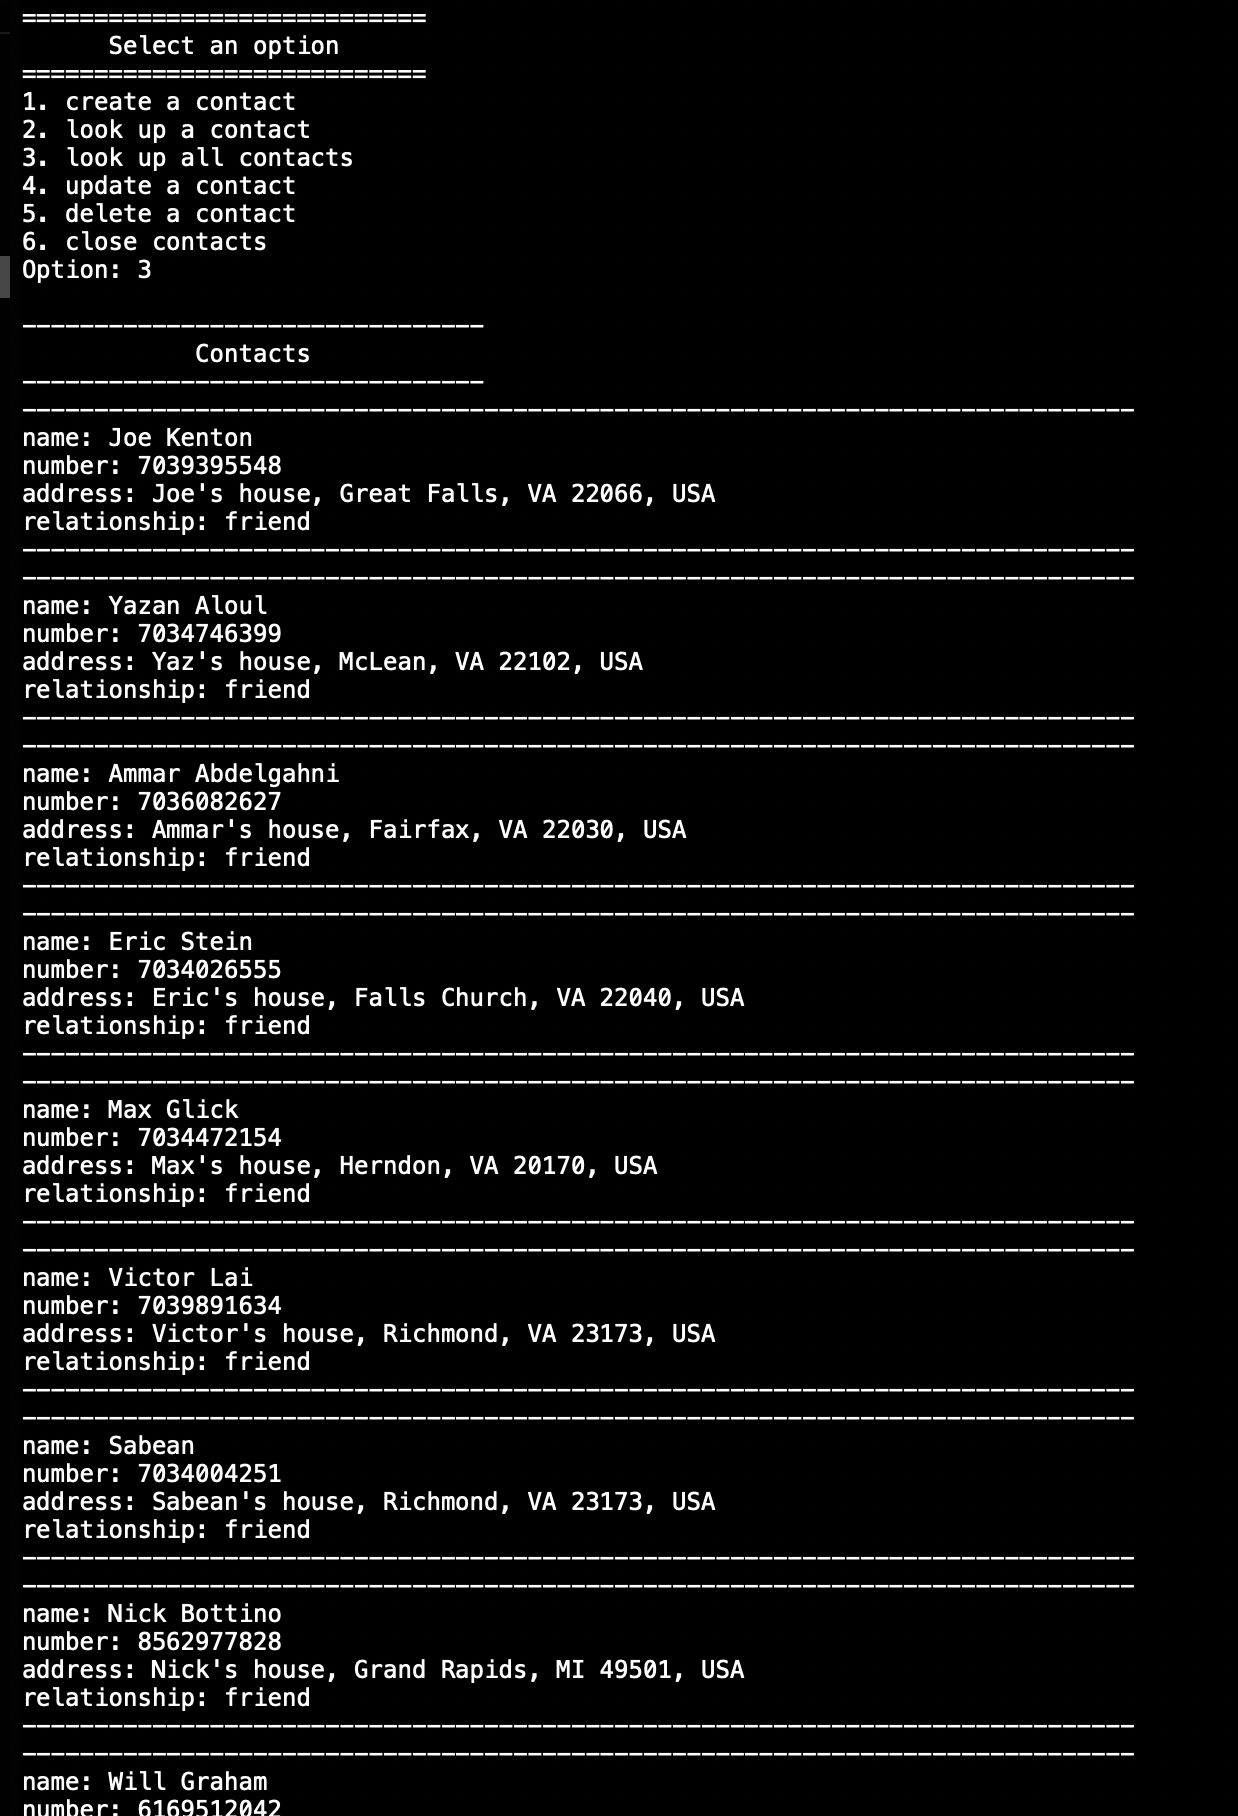 ============================
Select an option
============================
1. create a contact
2. look up a contact
3. look up all contacts
4. update a contact
5. delete a contact
6. close contacts
Option: 3
--------------------------------
Contacts
--------------------------------
-----------------------------------------------------------------------------
name: Joe Kenton
number: 7039395548
address: Joe's house, Great Falls, VA 22066, USA
relationship: friend
-----------------------------------------------------------------------------
-----------------------------------------------------------------------------
name: Yazan Aloul
number: 7034746399
address: Yaz's house, McLean, VA 22102, USA
relationship: friend
-----------------------------------------------------------------------------
-----------------------------------------------------------------------------
name: Ammar Abdelgahni
number: 7036082627
address: Ammar's house, Fairfax, VA 22030, USA
relationship: friend
-----------------------------------------------------------------------------
-----------------------------------------------------------------------------
name: Eric Stein
number: 7034026555
address: Eric's house, Falls Church, VA 22040, USA
relationship: friend
-----------------------------------------------------------------------------
-----------------------------------------------------------------------------
name: Max Glick
number: 7034472154
address: Max's house, Herndon, VA 20170, USA
relationship: friend
-----------------------------------------------------------------------------
-----------------------------------------------------------------------------
name: Victor Lai
number: 7039891634
address: Victor's house, Richmond, VA 23173, USA
relationship: friend
-----------------------------------------------------------------------------
-----------------------------------------------------------------------------
name: Sabean
number: 7034004251
address: Sabean's house, Richmond, VA 23173, USA
relationship: friend
-----------------------------------------------------------------------------
-----------------------------------------------------------------------------
name: Nick Bottino
number: 8562977828
address: Nick's house, Grand Rapids, MI 49501, USA
relationship: friend
-----------------------------------------------------------------------------
-----------------------------------------------------------------------------
name: Will Graham
number: 6169512042